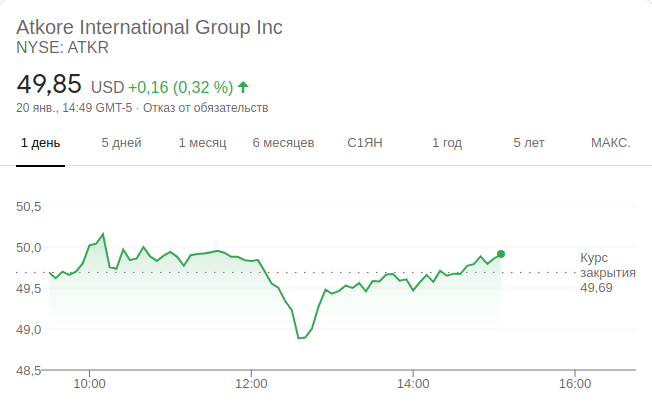 Atkore International Group Inc
NYSE: ATKR
49,85 USD +0,16 (0,32 %)
20 янв., 14:49 GMT-5 · Отказ от обязательств
1 день 5 дней 1 месяц 6 месяцев С1ЯН 1 год 5 лет МАКС.
50,5
50,0
49,5
49,0
48,5
Курс
закрытия
49,69
10:00 12:00 14:00 16:00